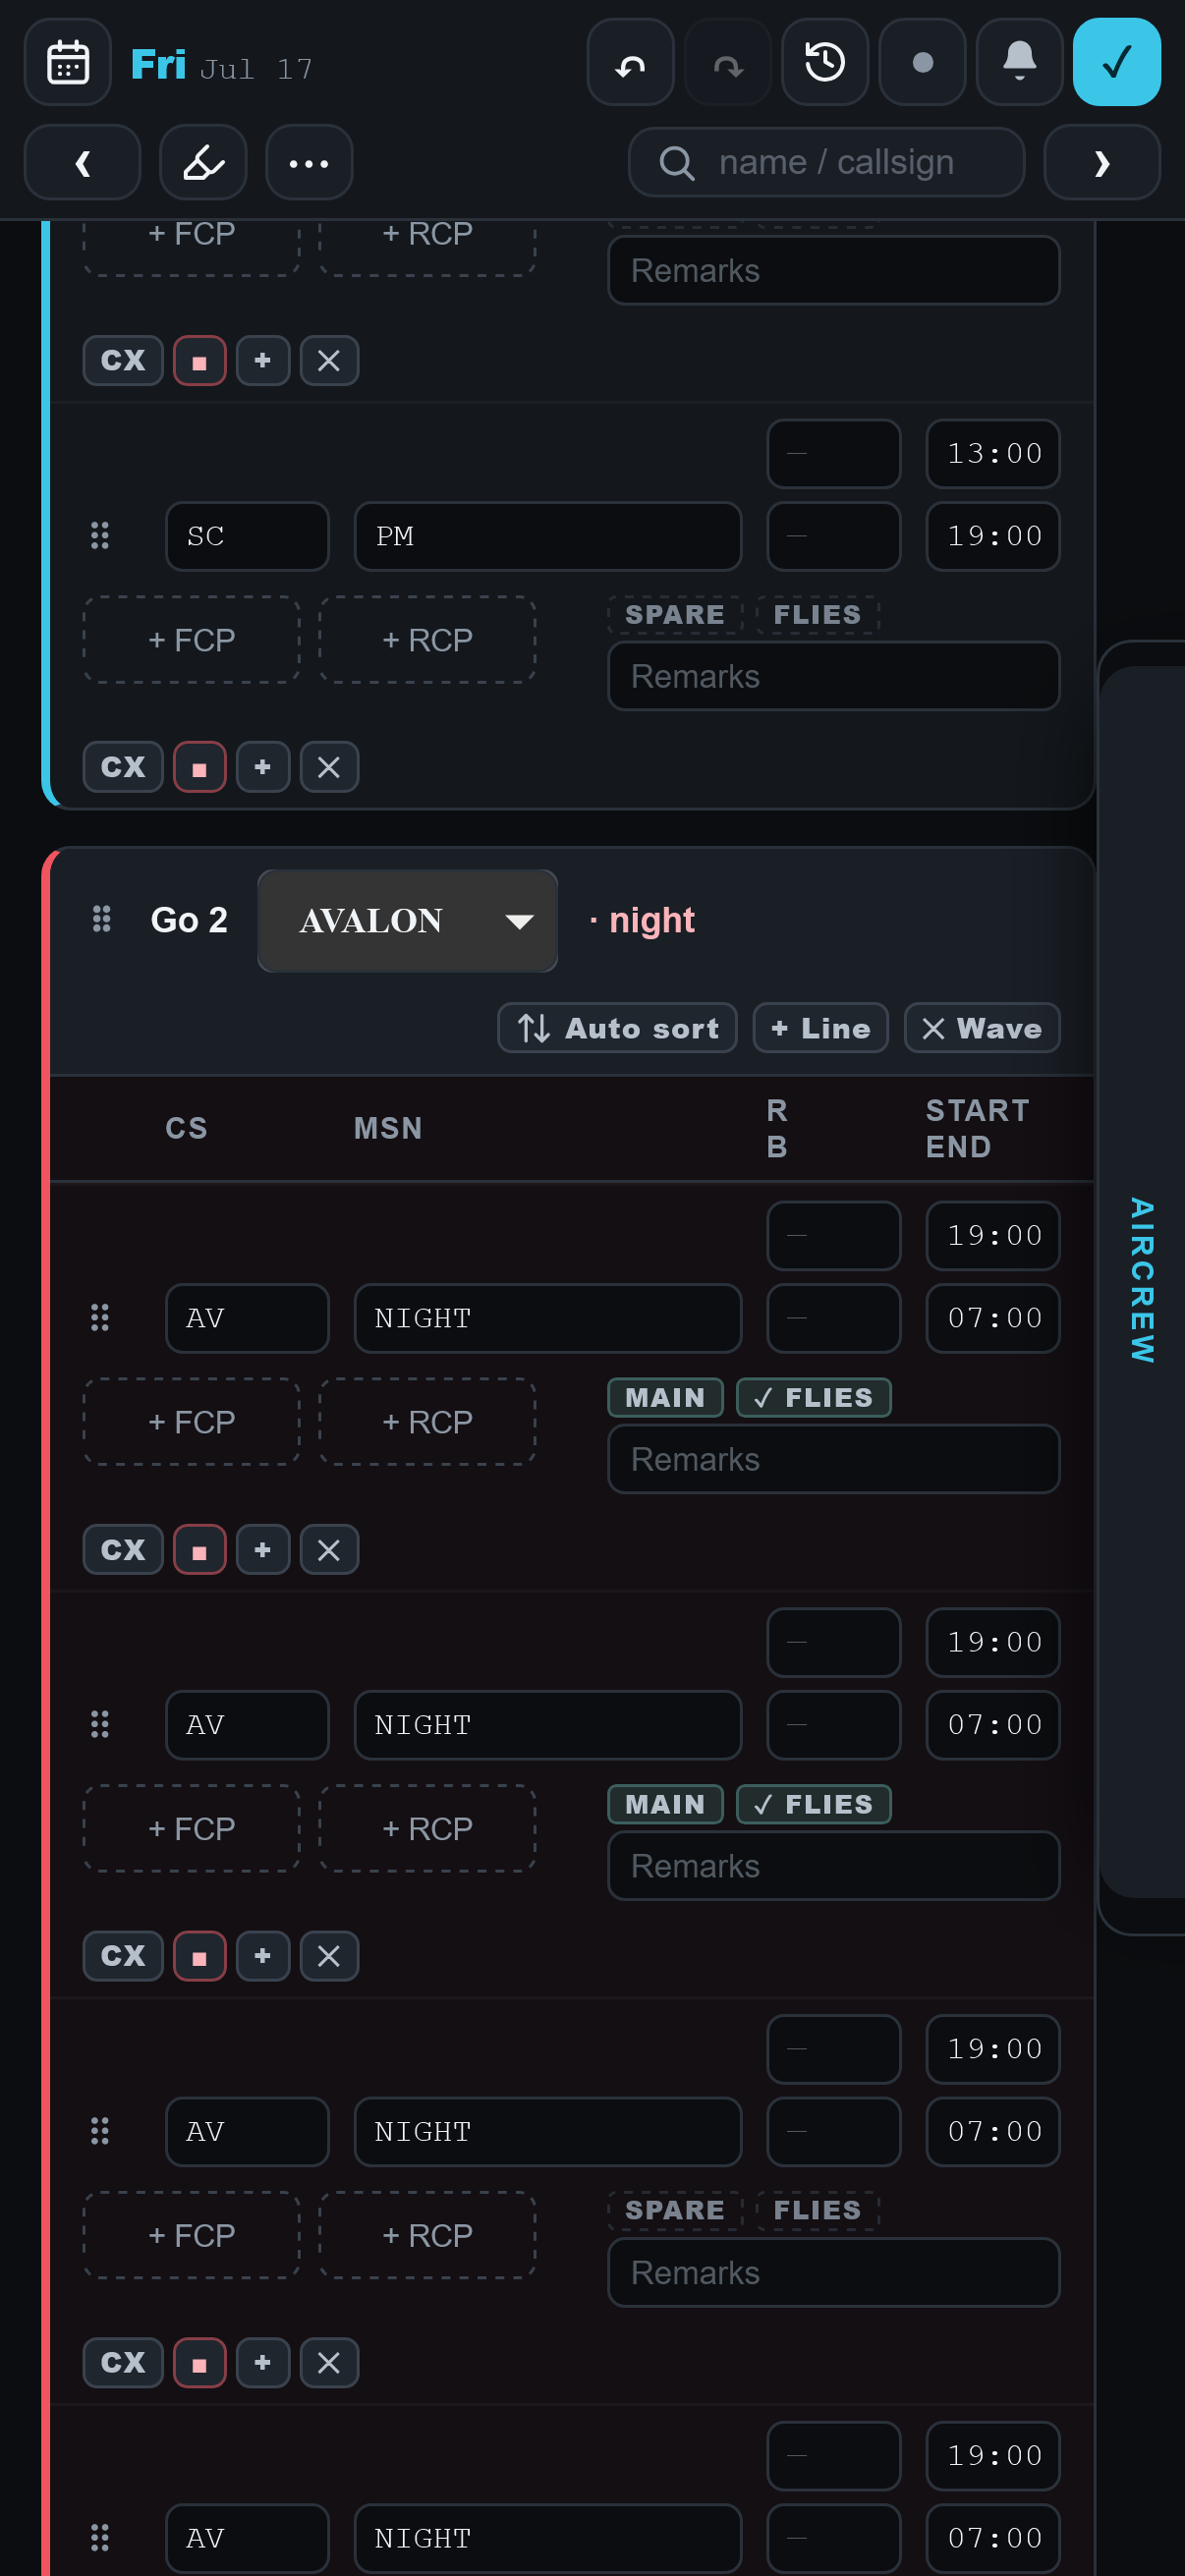 Fri Jul 17
name / callsign
+ FCP + RCP
Remarks
CX + ×
— 13:00
SC PM — 19:00
+ FCP + RCP SPARE FLIES
Remarks
CX + ×
Go 2 AVALON · night
Auto sort + Line × Wave
CS MSN R START
B END
— 19:00
AV NIGHT — 07:00
+ FCP + RCP MAIN ✓ FLIES
Remarks
CX + ×
— 19:00
AV NIGHT — 07:00
+ FCP + RCP MAIN ✓ FLIES
Remarks
CX + ×
— 19:00
AV NIGHT — 07:00
+ FCP + RCP SPARE FLIES
Remarks
CX + ×
— 19:00
AV NIGHT — 07:00
AIRCREW